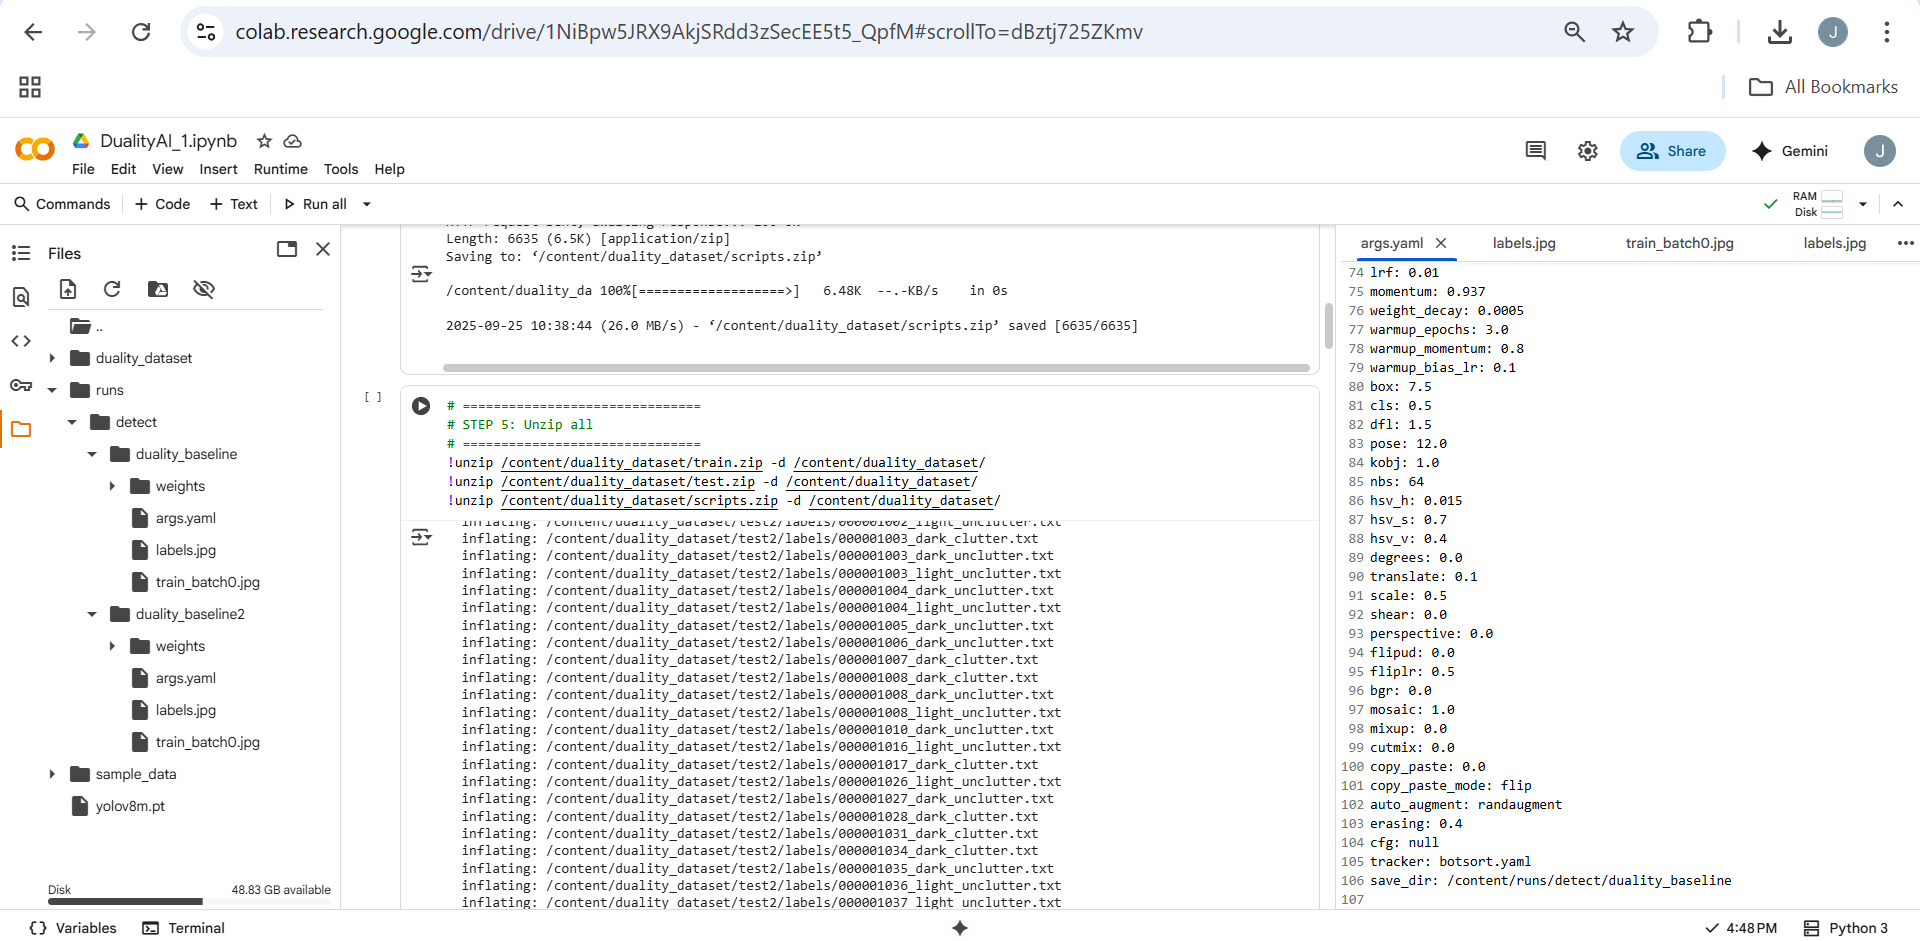 colab.research.google.com/drive/1NiBpw5JRX9AkjSRdd3zSecEE5t5_QpfM#scrollTo=dBztj725ZKmv
J
All Bookmarks
CO
DualityAI_1.ipynb
File Edit View Insert Runtime Tools Help
Share
Gemini
J
Commands + Code + Text Run all
RAM
Disk
Files
..
duality_dataset
runs
detect
duality_baseline
weights
args.yaml
labels.jpg
train_batch0.jpg
duality_baseline2
weights
args.yaml
labels.jpg
train_batch0.jpg
sample_data
yolov8m.pt
Disk 48.83 GB available
Length: 6635 (6.5K) [application/zip]
Saving to: ‘/content/duality_dataset/scripts.zip’
/content/duality_da 100%[===================>] 6.48K --.-KB/s in 0s
2025-09-25 10:38:44 (26.0 MB/s) - ‘/content/duality_dataset/scripts.zip’ saved [6635/6635]
[ ]
# ===============================
# STEP 5: Unzip all
# ===============================
!unzip /content/duality_dataset/train.zip -d /content/duality_dataset/
!unzip /content/duality_dataset/test.zip -d /content/duality_dataset/
!unzip /content/duality_dataset/scripts.zip -d /content/duality_dataset/
inflating: /content/duality_dataset/test2/labels/000001002_light_unclutter.txt
inflating: /content/duality_dataset/test2/labels/000001003_dark_clutter.txt
inflating: /content/duality_dataset/test2/labels/000001003_dark_unclutter.txt
inflating: /content/duality_dataset/test2/labels/000001003_light_unclutter.txt
inflating: /content/duality_dataset/test2/labels/000001004_dark_unclutter.txt
inflating: /content/duality_dataset/test2/labels/000001004_light_unclutter.txt
inflating: /content/duality_dataset/test2/labels/000001005_dark_unclutter.txt
inflating: /content/duality_dataset/test2/labels/000001006_dark_unclutter.txt
inflating: /content/duality_dataset/test2/labels/000001007_dark_clutter.txt
inflating: /content/duality_dataset/test2/labels/000001008_dark_clutter.txt
inflating: /content/duality_dataset/test2/labels/000001008_dark_unclutter.txt
inflating: /content/duality_dataset/test2/labels/000001008_light_unclutter.txt
inflating: /content/duality_dataset/test2/labels/000001010_dark_unclutter.txt
inflating: /content/duality_dataset/test2/labels/000001016_light_unclutter.txt
inflating: /content/duality_dataset/test2/labels/000001017_dark_clutter.txt
inflating: /content/duality_dataset/test2/labels/000001026_light_unclutter.txt
inflating: /content/duality_dataset/test2/labels/000001027_dark_unclutter.txt
inflating: /content/duality_dataset/test2/labels/000001028_dark_clutter.txt
inflating: /content/duality_dataset/test2/labels/000001031_dark_clutter.txt
inflating: /content/duality_dataset/test2/labels/000001034_dark_clutter.txt
inflating: /content/duality_dataset/test2/labels/000001035_dark_unclutter.txt
inflating: /content/duality_dataset/test2/labels/000001036_light_unclutter.txt
inflating: /content/duality_dataset/test2/labels/000001037_light_unclutter.txt
args.yaml labels.jpg train_batch0.jpg labels.jpg
74 lrf: 0.01
75 momentum: 0.937
76 weight_decay: 0.0005
77 warmup_epochs: 3.0
78 warmup_momentum: 0.8
79 warmup_bias_lr: 0.1
80 box: 7.5
81 cls: 0.5
82 dfl: 1.5
83 pose: 12.0
84 kobj: 1.0
85 nbs: 64
86 hsv_h: 0.015
87 hsv_s: 0.7
88 hsv_v: 0.4
89 degrees: 0.0
90 translate: 0.1
91 scale: 0.5
92 shear: 0.0
93 perspective: 0.0
94 flipud: 0.0
95 fliplr: 0.5
96 bgr: 0.0
97 mosaic: 1.0
98 mixup: 0.0
99 cutmix: 0.0
100 copy_paste: 0.0
101 copy_paste_mode: flip
102 auto_augment: randaugment
103 erasing: 0.4
104 cfg: null
105 tracker: botsort.yaml
106 save_dir: /content/runs/detect/duality_baseline
107
Variables Terminal
4:48 PM Python 3